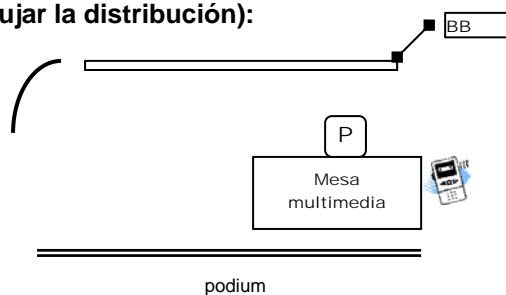 ujar la distribución):
BB
P
Mesa
multimedia
podium